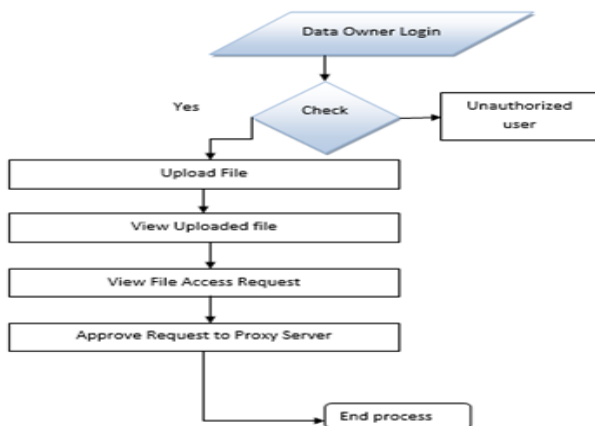 Data Owner Login
Yes
Check
Unauthorized
user
Upload File
View Uploaded file
View File Access Request
Approve Request to Proxy Server
End process